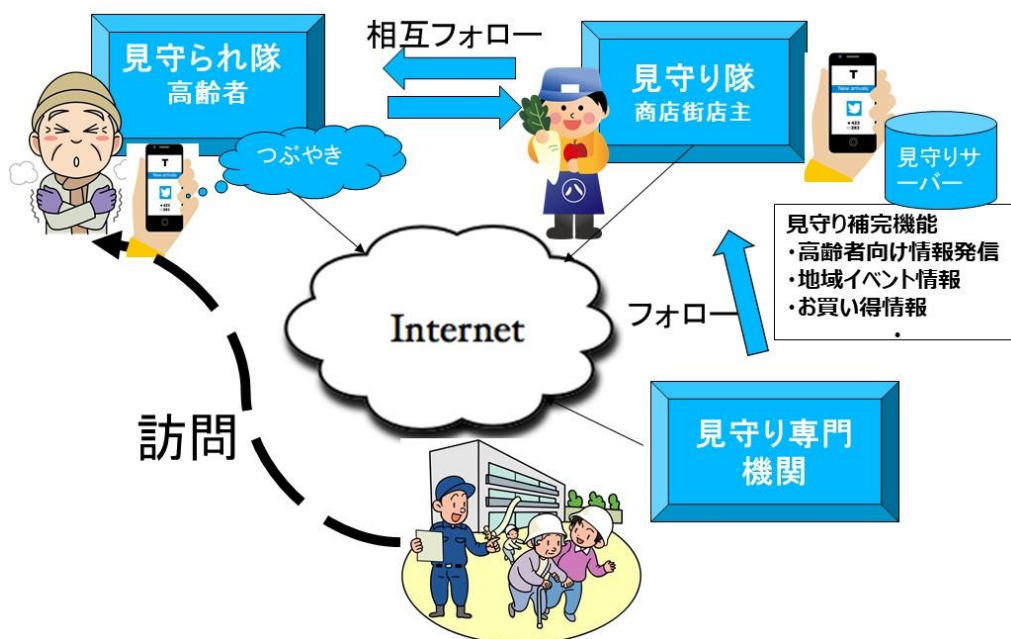 相互フォロー
見守られ隊
高齢者
つぶやき
見守り隊
商店街店主
T
New arrivals
T
New arrivals
見守りサ
ーバー
見守り補完機能
・高齢者向け情報発信
・地域イベント情報
・お買い得情報
・
フォロー
Internet
訪問
見守り専門
機関